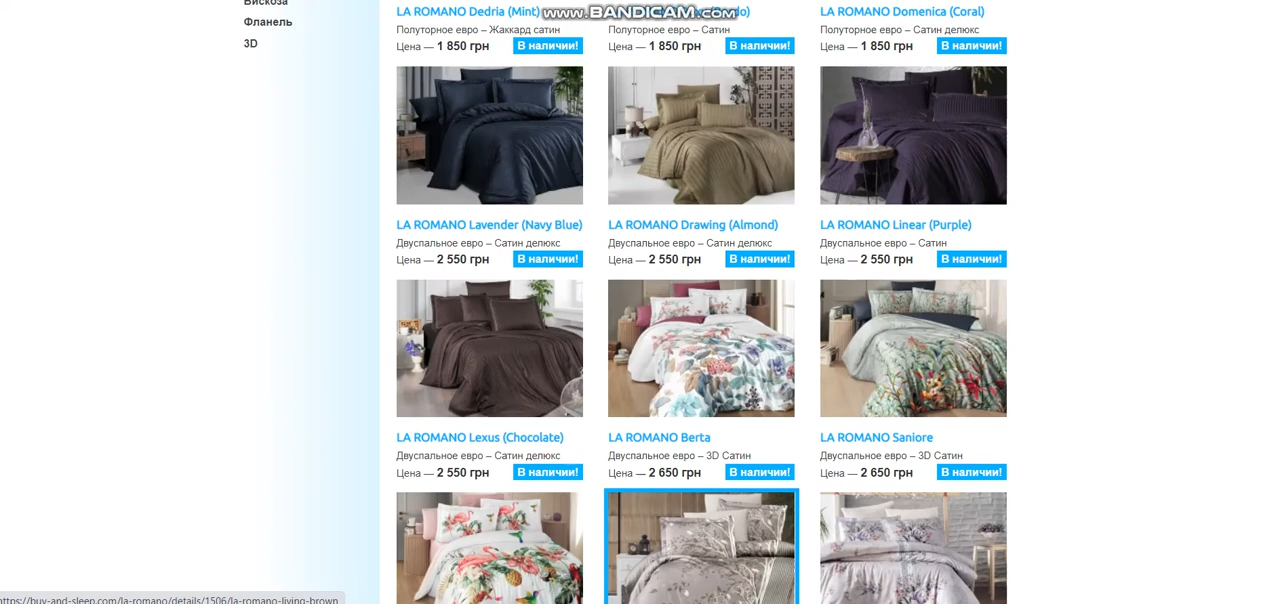 Вискоза
Фланель
3D
www.BANDICAM.com
LA ROMANO Dedria (Mint)
LA ROMANO Domenica (Coral)
Полуторное евро – Жаккард сатин
Полуторное евро – Сатин
Полуторное евро – Сатин делюкс
Цена — 1 850 грн В наличии!
Цена — 1 850 грн В наличии!
Цена — 1 850 грн В наличии!
LA ROMANO Lavender (Navy Blue)
LA ROMANO Drawing (Almond)
LA ROMANO Linear (Purple)
Двуспальное евро – Сатин делюкс
Двуспальное евро – Сатин делюкс
Двуспальное евро – Сатин
Цена — 2 550 грн В наличии!
Цена — 2 550 грн В наличии!
Цена — 2 550 грн В наличии!
LA ROMANO Lexus (Chocolate)
LA ROMANO Berta
LA ROMANO Saniore
Двуспальное евро – Сатин делюкс
Двуспальное евро – 3D Сатин
Двуспальное евро – 3D Сатин
Цена — 2 550 грн В наличии!
Цена — 2 650 грн В наличии!
Цена — 2 650 грн В наличии!
https://buy-and-sleep.com/la-romano/details/1506/la-romano-living-brown